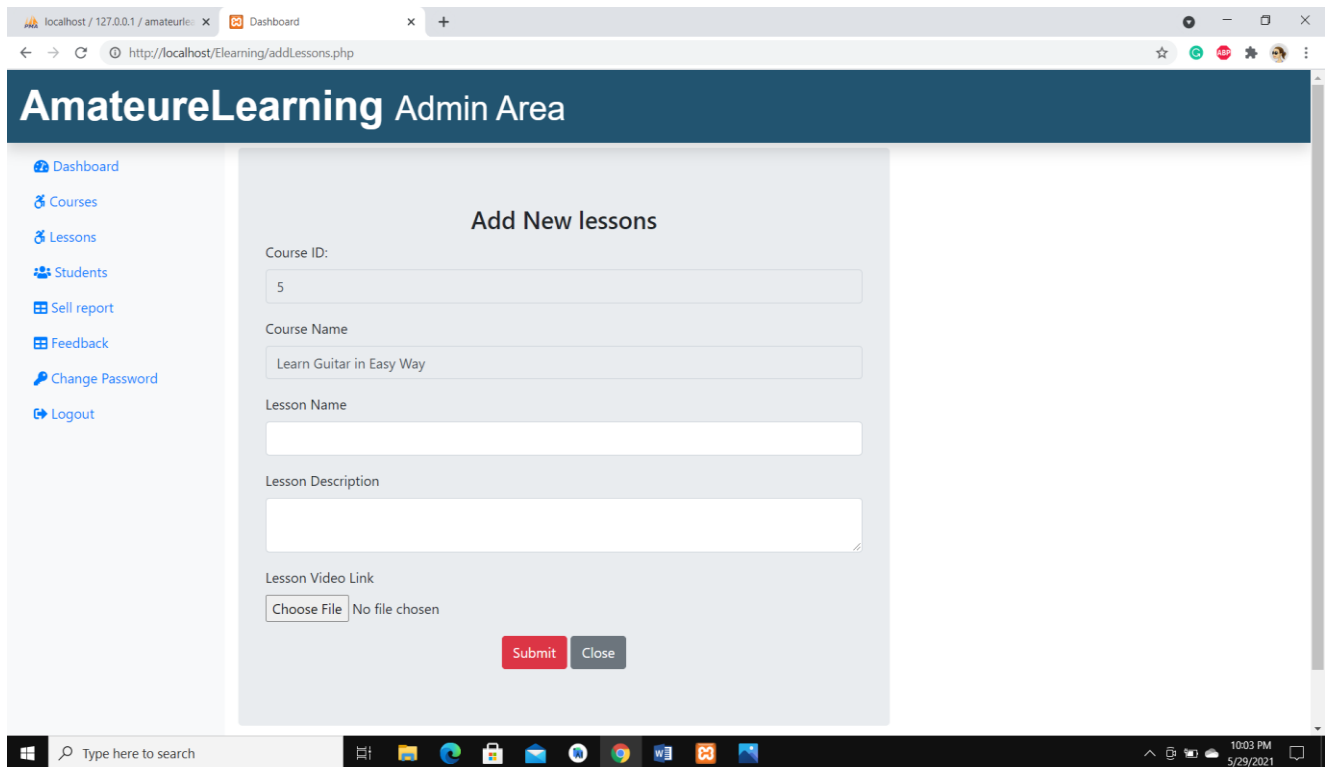 localhost / 127.0.0.1 / amateurlea
Dashboard
http://localhost/Elearning/addLessons.php
ABP
AmateureLearning Admin Area
Dashboard
Courses
Lessons
Students
Sell report
Feedback
Change Password
Logout
Add New lessons
Course ID:
5
Course Name
Learn Guitar in Easy Way
Lesson Name
Lesson Description
Lesson Video Link
Choose File No file chosen
Submit Close
Type here to search
10:03 PM
5/29/2021